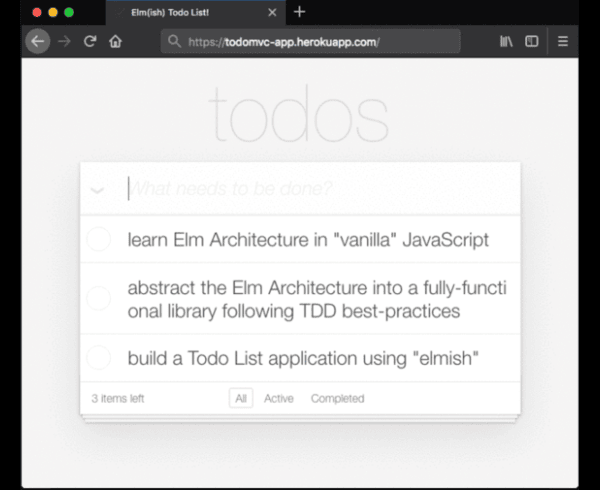 Elm(ish) Todo List!
https://todomvc-app.herokuapp.com/
todos
What needs to be done?
learn Elm Architecture in "vanilla" JavaScript
abstract the Elm Architecture into a fully-functi
onal library following TDD best-practices
build a Todo List application using "elmish"
3 items left All Active Completed